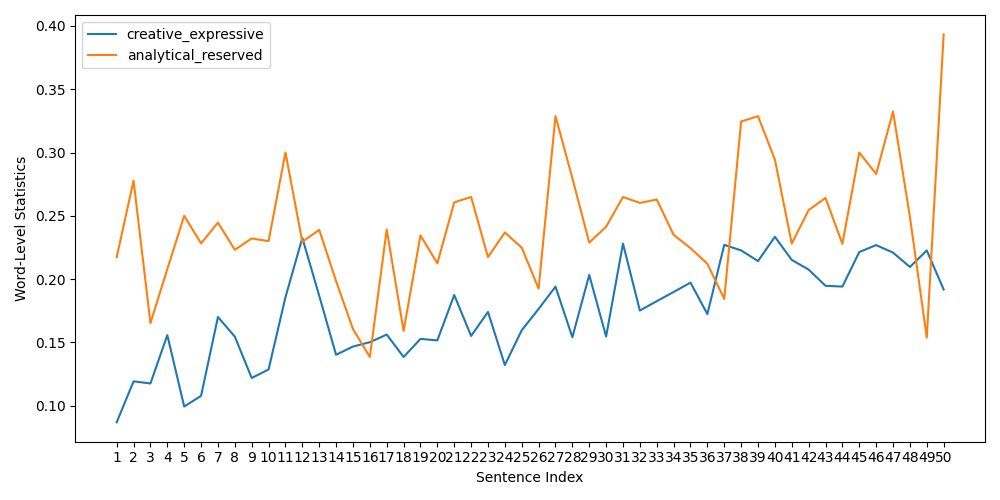 creative_expressive
analytical_reserved
0.40
0.35
0.30
0.25
0.20
0.15
0.10
Word-Level Statistics
1 2 3 4 5 6 7 8 9 10 11 12 13 14 15 16 17 18 19 20 21 22 23 24 25 26 27 28 29 30 31 32 33 34 35 36 37 38 39 40 41 42 43 44 45 46 47 48 49 50
Sentence Index